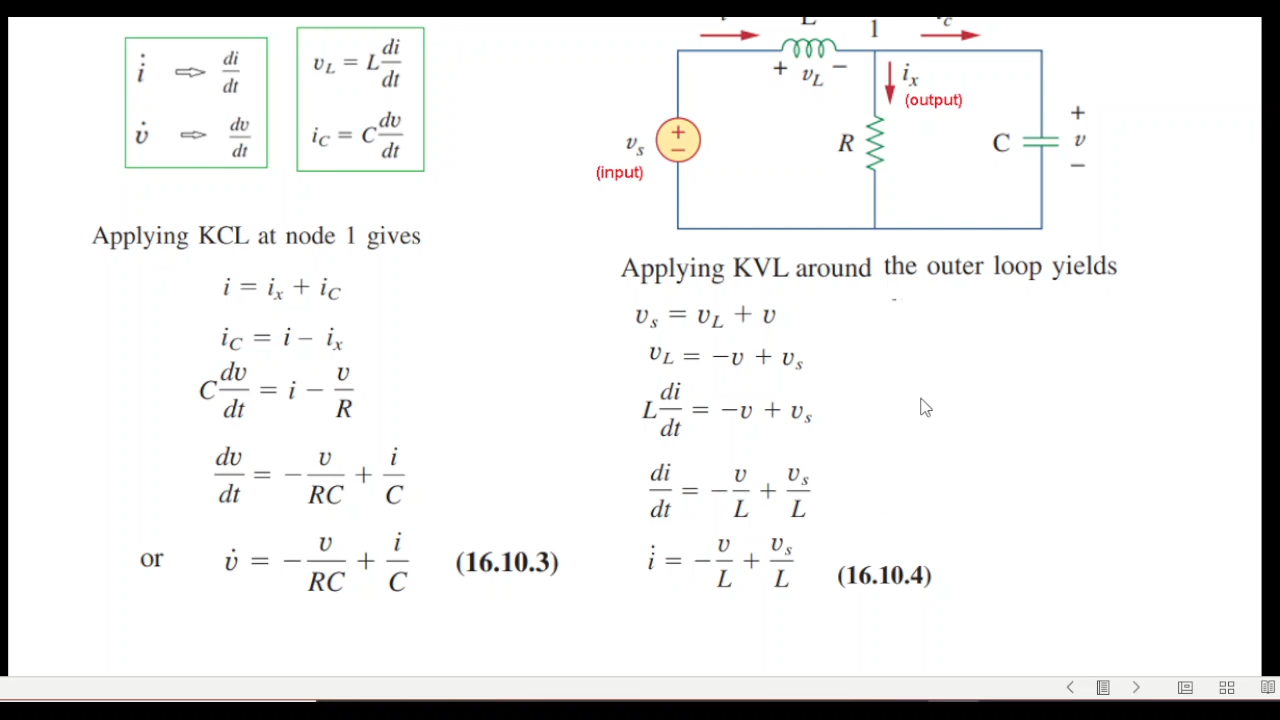 i̇ ⇨ di/dt
v̇ ⇨ dv/dt
v_L = L di/dt
i_C = C dv/dt
L
1
+ v_L −
i_x
(output)
v_s
(input)
+
−
R
C
+
v
−
Applying KCL at node 1 gives
i = i_x + i_C
i_C = i − i_x
C dv/dt = i − v/R
dv/dt = − v/RC + i/C
or v̇ = − v/RC + i/C (16.10.3)
Applying KVL around the outer loop yields
v_s = v_L + v
v_L = −v + v_s
L di/dt = −v + v_s
di/dt = − v/L + v_s/L
i̇ = − v/L + v_s/L (16.10.4)